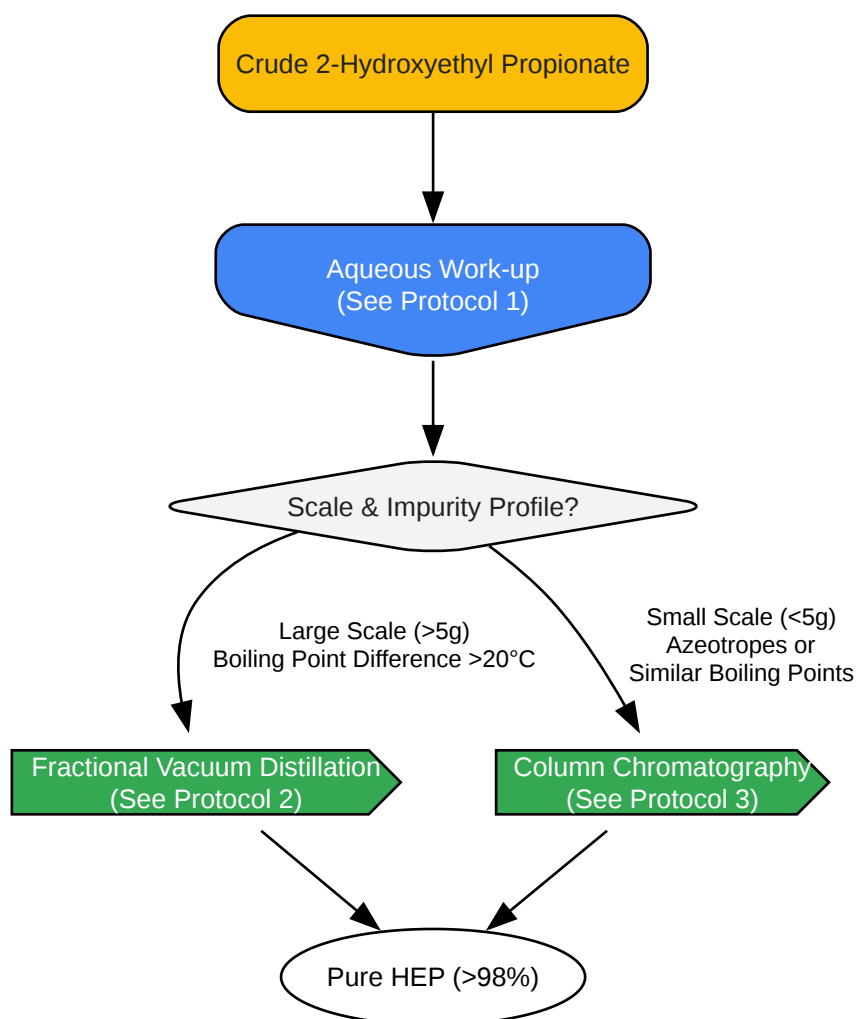 Crude 2-Hydroxyethyl Propionate
Aqueous Work-up
(See Protocol 1)
Scale & Impurity Profile?
Large Scale (>5g)
Boiling Point Difference >20°C
Small Scale (<5g)
Azeotropes or
Similar Boiling Points
Fractional Vacuum Distillation
(See Protocol 2)
Column Chromatography
(See Protocol 3)
Pure HEP (>98%)